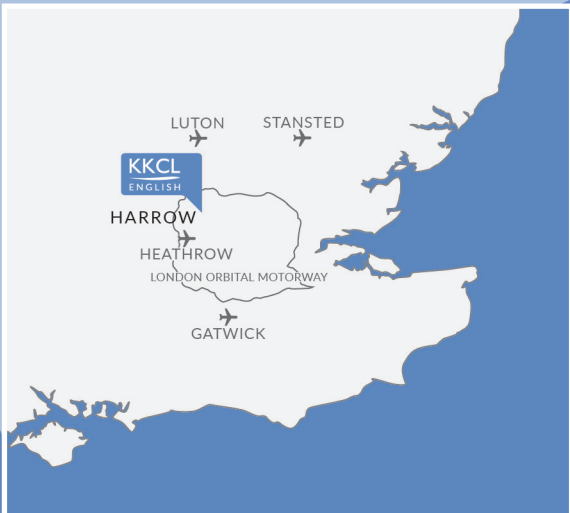 LUTON
STANSTED
KKCL
ENGLISH
HARROW
HEATHROW
LONDON ORBITAL MOTORWAY
GATWICK